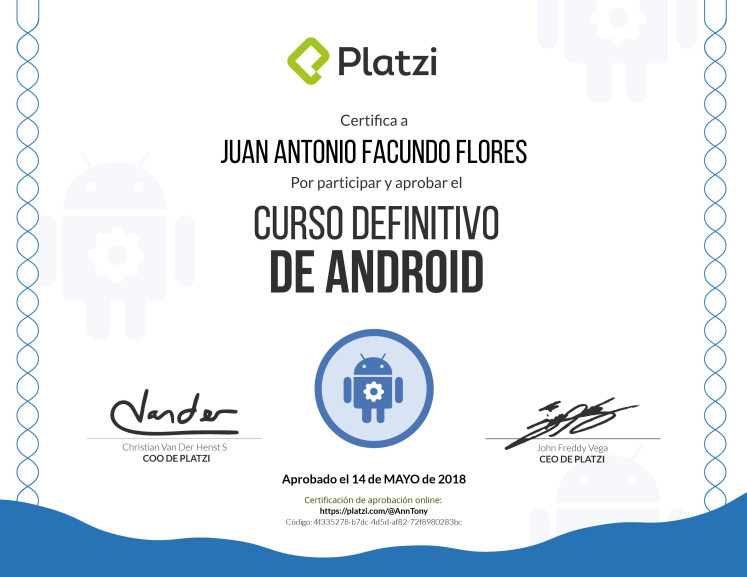 Platzi
Certifica a
JUAN ANTONIO FACUNDO FLORES
Por participar y aprobar el
CURSO DEFINITIVO
DE ANDROID
Vander
Christian Van Der Henst S
COO DE PLATZI
John Freddy Vega
CEO DE PLATZI
Aprobado el 14 de MAYO de 2018
Certificación de aprobación online:
https://platzi.com/@AnnTony
Código: 4f335278-b7dc-4d5d-af82-72f8980283bc